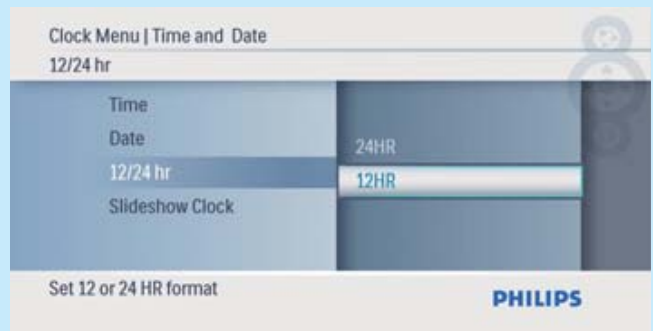 Clock Menu | Time and Date
12/24 hr
Time
Date
12/24 hr
Slideshow Clock
24HR
12HR
Set 12 or 24 HR format
PHILIPS